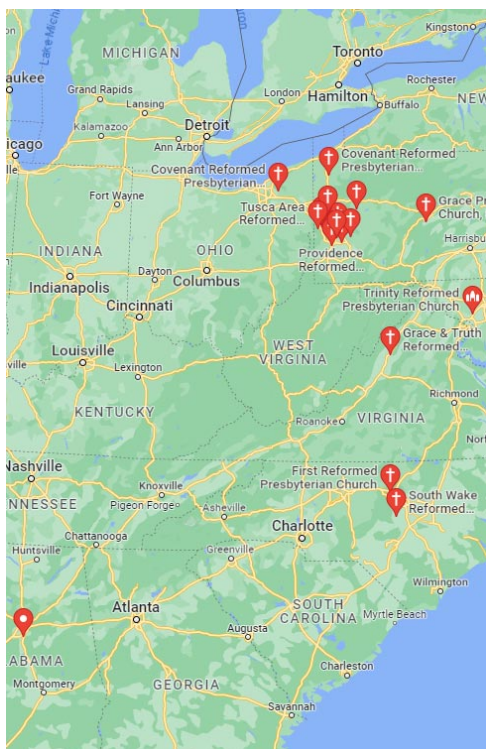 Lake Mich
MICHIGAN
Kingston
Toronto
aukee
Grand Rapids
Lansing
London
Hamilton
Rochester
Buffalo
NEW
Kalamazoo
Detroit
Ann Arbor
icago
Covenant Reformed
Presbyterian...
Covenant Reformed
Presbyterian
Fort Wayne
Tusca Area
Reformed...
Grace Pr
Church,
INDIANA
OHIO
Providence
Reformed...
Harrisbu
Indianapolis
Dayton
Columbus
Trinity Reformed
Presbyterian Church
Cincinnati
WEST
VIRGINIA
Grace & Truth
Reformed...
Louisville
Lexington
ville
Richmond
KENTUCKY
Roanoke
VIRGINIA
Nor
Nashville
First Reformed
Presbyterian Church
Knoxville
South Wake
Reformed...
NNESSEE
Pigeon Forge
Asheville
Charlotte
Chattanooga
Huntsville
Greenville
Wilmington
Atlanta
SOUTH
CAROLINA
Myrtle Beach
Augusta
ABAMA
Charleston
Montgomery
GEORGIA
Savannah